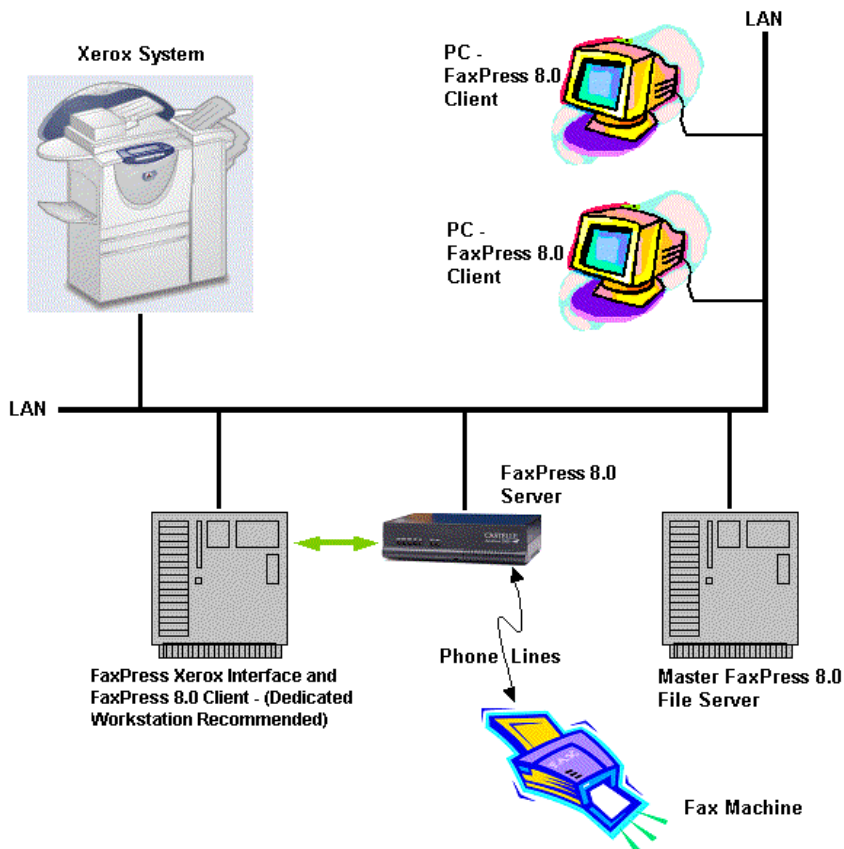 LAN
Xerox System
PC -
FaxPress 8.0
Client
PC -
FaxPress 8.0
Client
LAN
FaxPress 8.0
Server
CASTELLE
Phone Lines
FaxPress Xerox Interface and
FaxPress 8.0 Client - (Dedicated
Workstation Recommended)
Master FaxPress 8.0
File Server
Fax Machine